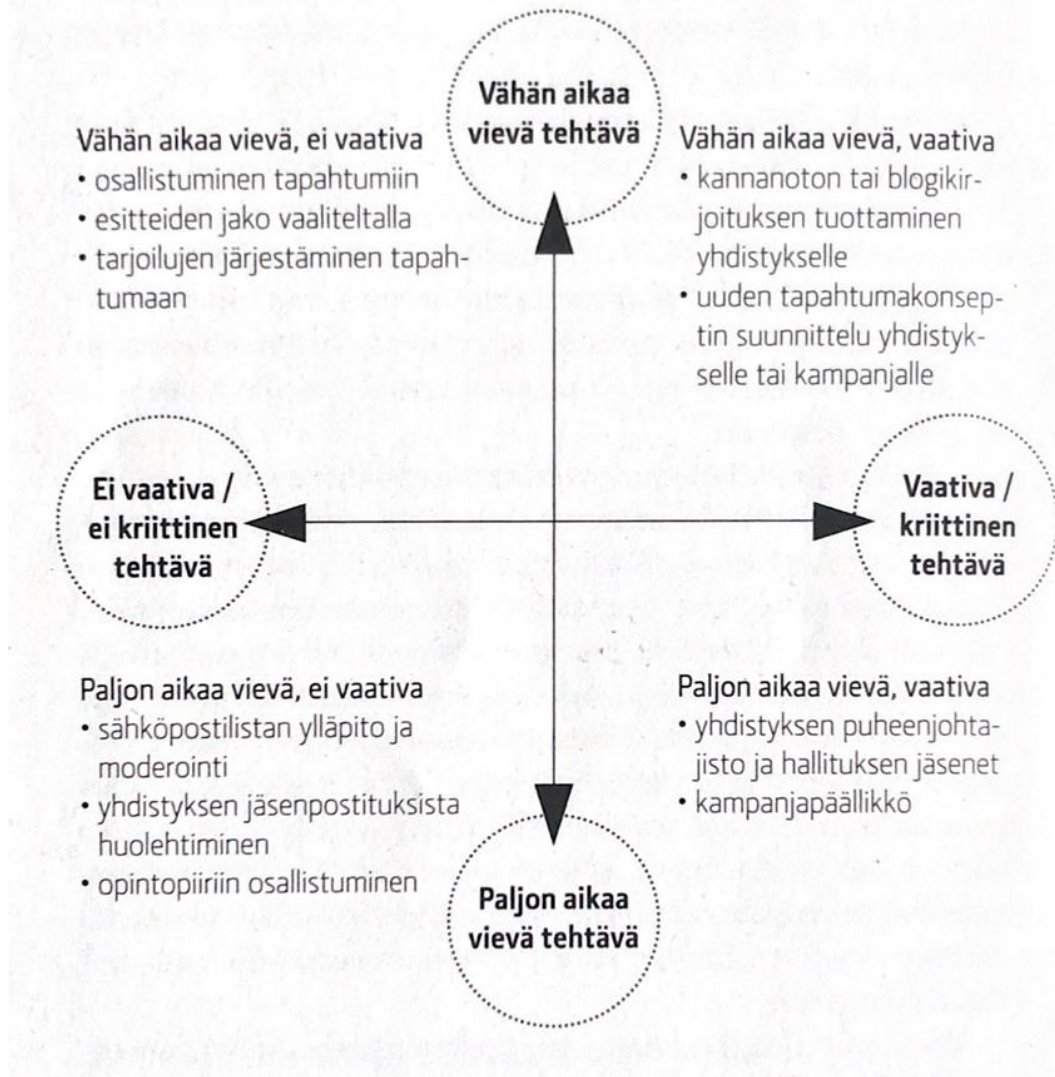 Vähän aikaa
vievä tehtävä
Vähän aikaa vievä, ei vaativa
• osallistuminen tapahtumiin
• esitteiden jako vaaliteltalla
• tarjoilujen järjestäminen tapah-
tumaan
Vähän aikaa vievä, vaativa
• kannanoton tai blogikir-
joituksen tuottaminen
yhdistykselle
• uuden tapahtumakonsep-
tin suunnittelu yhdistyk-
selle tai kampanjalle
Ei vaativa /
ei kriittinen
tehtävä
Vaativa /
kriittinen
tehtävä
Paljon aikaa vievä, ei vaativa
• sähköpostilistan ylläpito ja
moderointi
• yhdistyksen jäsenpostituksista
huolehtiminen
• opintopiiriin osallistuminen
Paljon aikaa vievä, vaativa
• yhdistyksen puheenjohta-
jisto ja hallituksen jäsenet
• kampanjapäällikkö
Paljon aikaa
vievä tehtävä